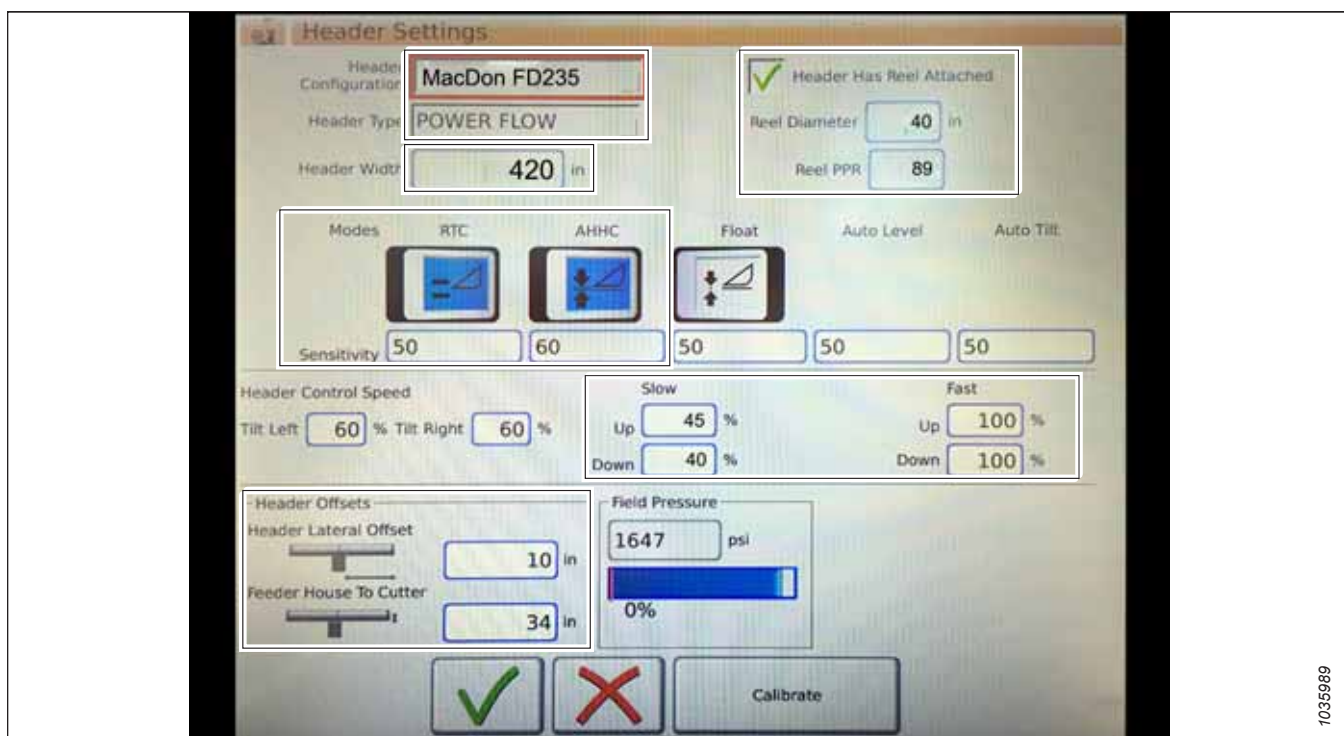 Header Settings
Header
Configuration
MacDon FD235
Header Has Reel Attached
Header Type
POWER FLOW
Reel Diameter 40 in
Header Width 420 in
Reel PPR 89
Modes RTC AHHC Float Auto Level Auto Tilt
Sensitivity 50 60 50 50 50
Header Control Speed
Slow Fast
Tilt Left 60 % Tilt Right 60 %
Up 45 % Up 100 %
Down 40 % Down 100 %
Header Offsets
Header Lateral Offset
10 in
Feeder House To Cutter
34 in
Field Pressure
1647 psi
0%
Calibrate
1035989